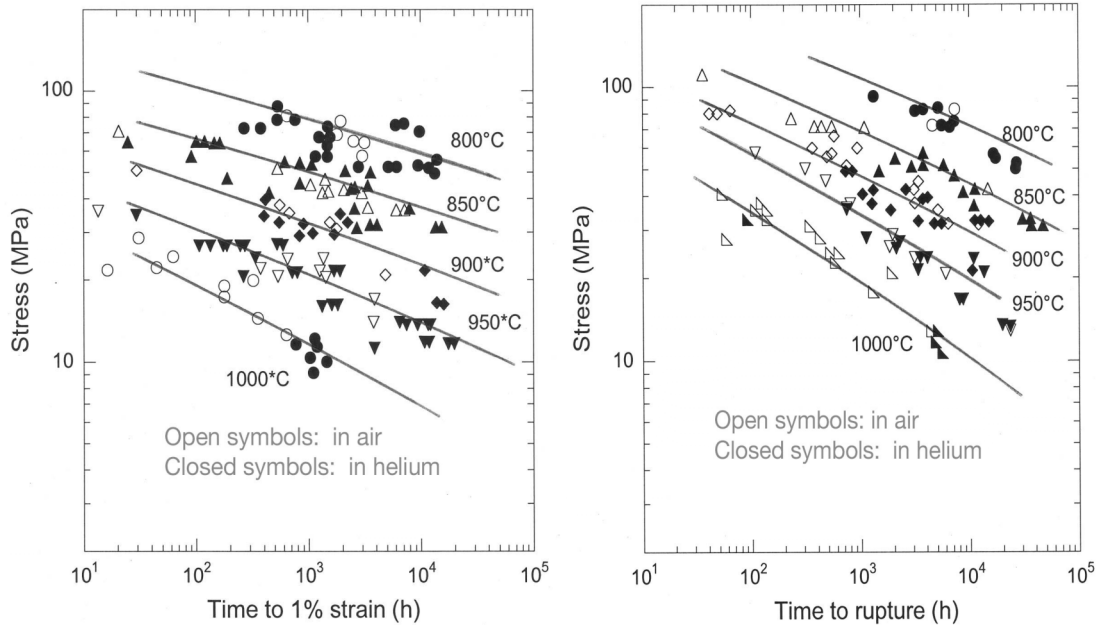 Stress (MPa)
100
10
800°C
850°C
900*C
950*C
1000*C
Open symbols: in air
Closed symbols: in helium
10¹ 10² 10³ 10⁴ 10⁵
Time to 1% strain (h)
Stress (MPa)
100
10
800°C
850°C
900°C
950°C
1000°C
Open symbols: in air
Closed symbols: in helium
10¹ 10² 10³ 10⁴ 10⁵
Time to rupture (h)